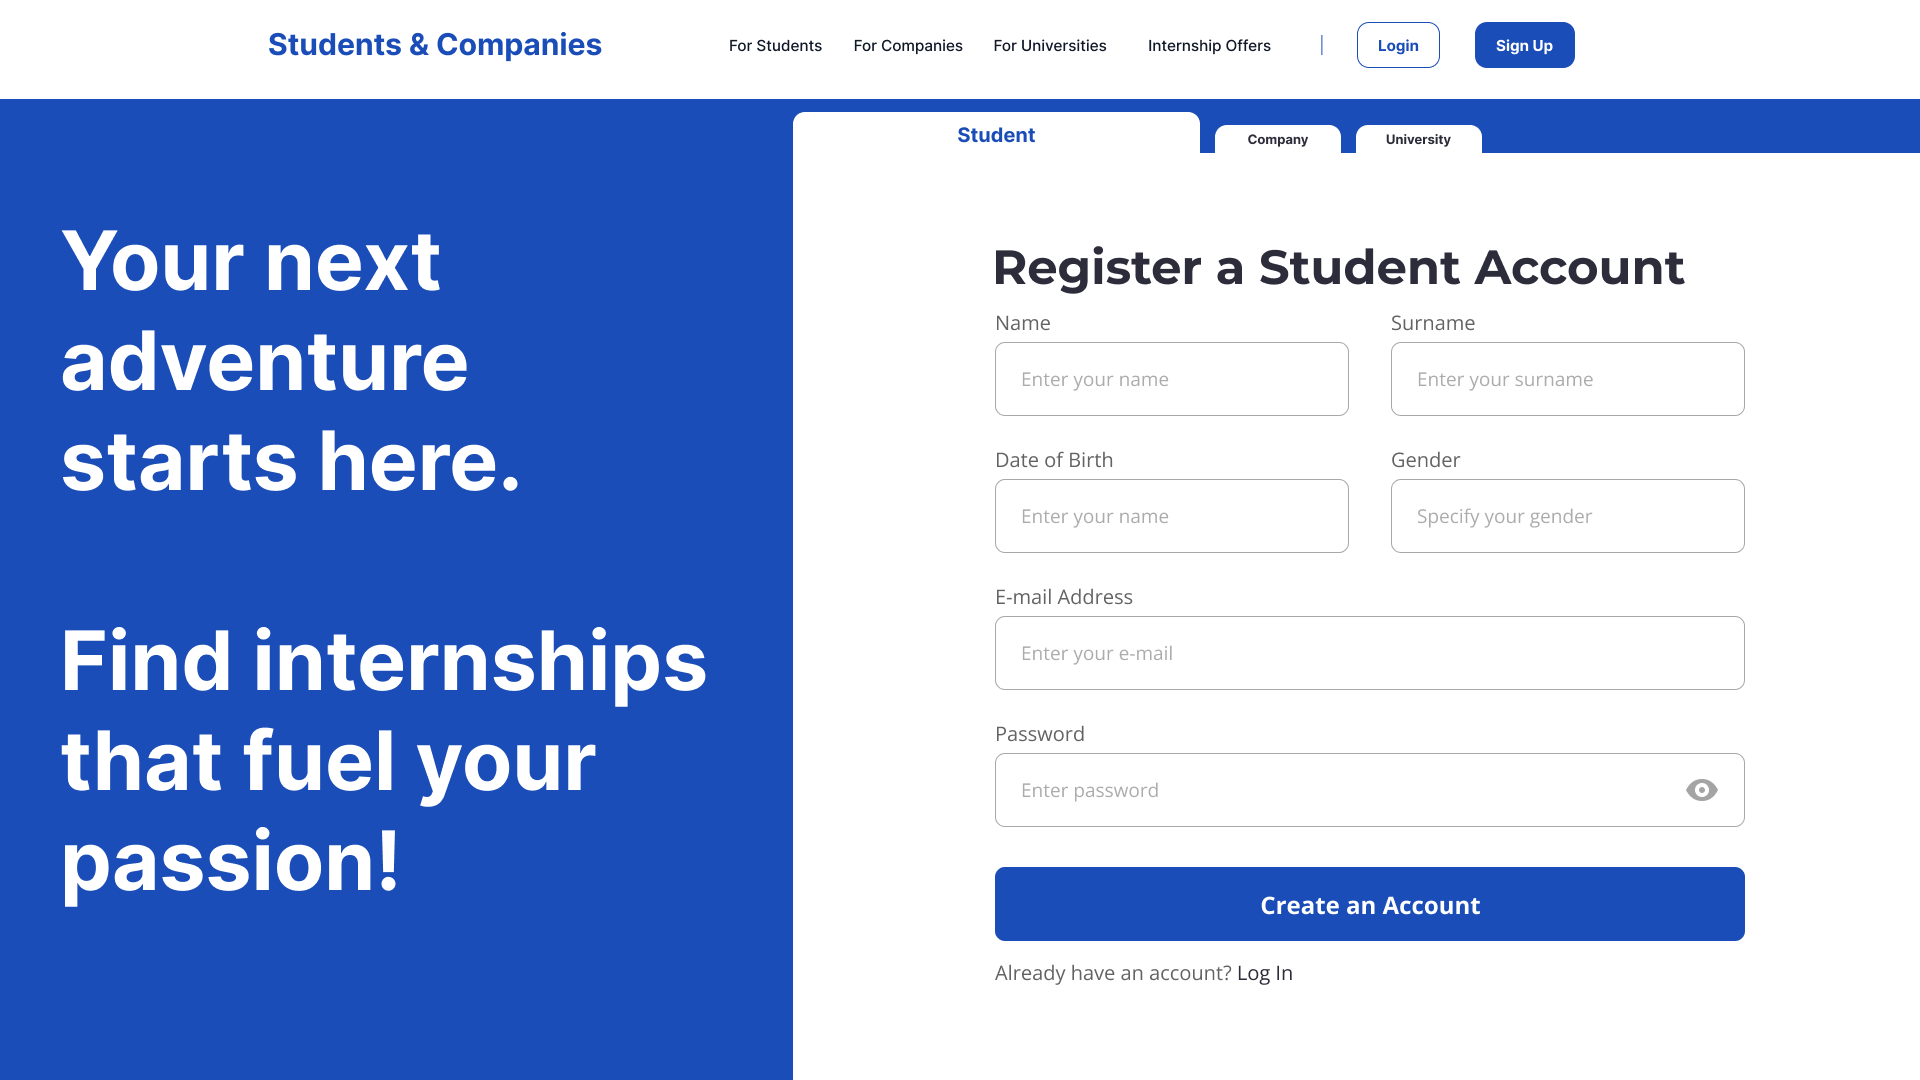 Students & Companies
For Students
For Companies
For Universities
Internship Offers
Login
Sign Up
Student
Company
University
Your next
adventure
starts here.
Find internships
that fuel your
passion!
Register a Student Account
Name
Surname
Enter your name
Enter your surname
Date of Birth
Gender
Enter your name
Specify your gender
E-mail Address
Enter your e-mail
Password
Enter password
Create an Account
Already have an account? Log In